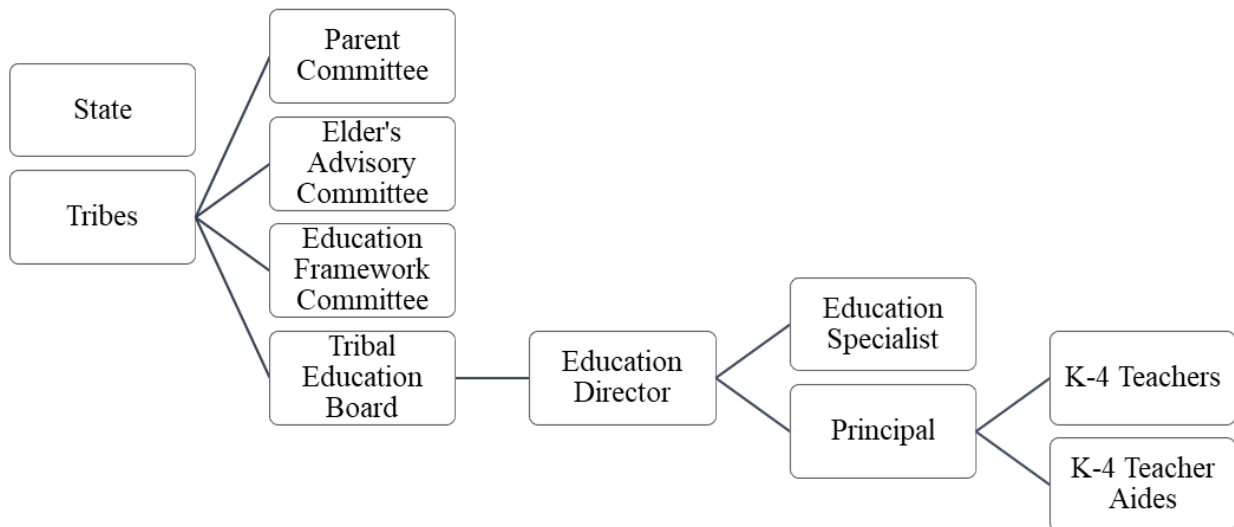 State
Tribes
Parent
Committee
Elder's
Advisory
Committee
Education
Framework
Committee
Tribal
Education
Board
Education
Director
Education
Specialist
Principal
K-4 Teachers
K-4 Teacher
Aides